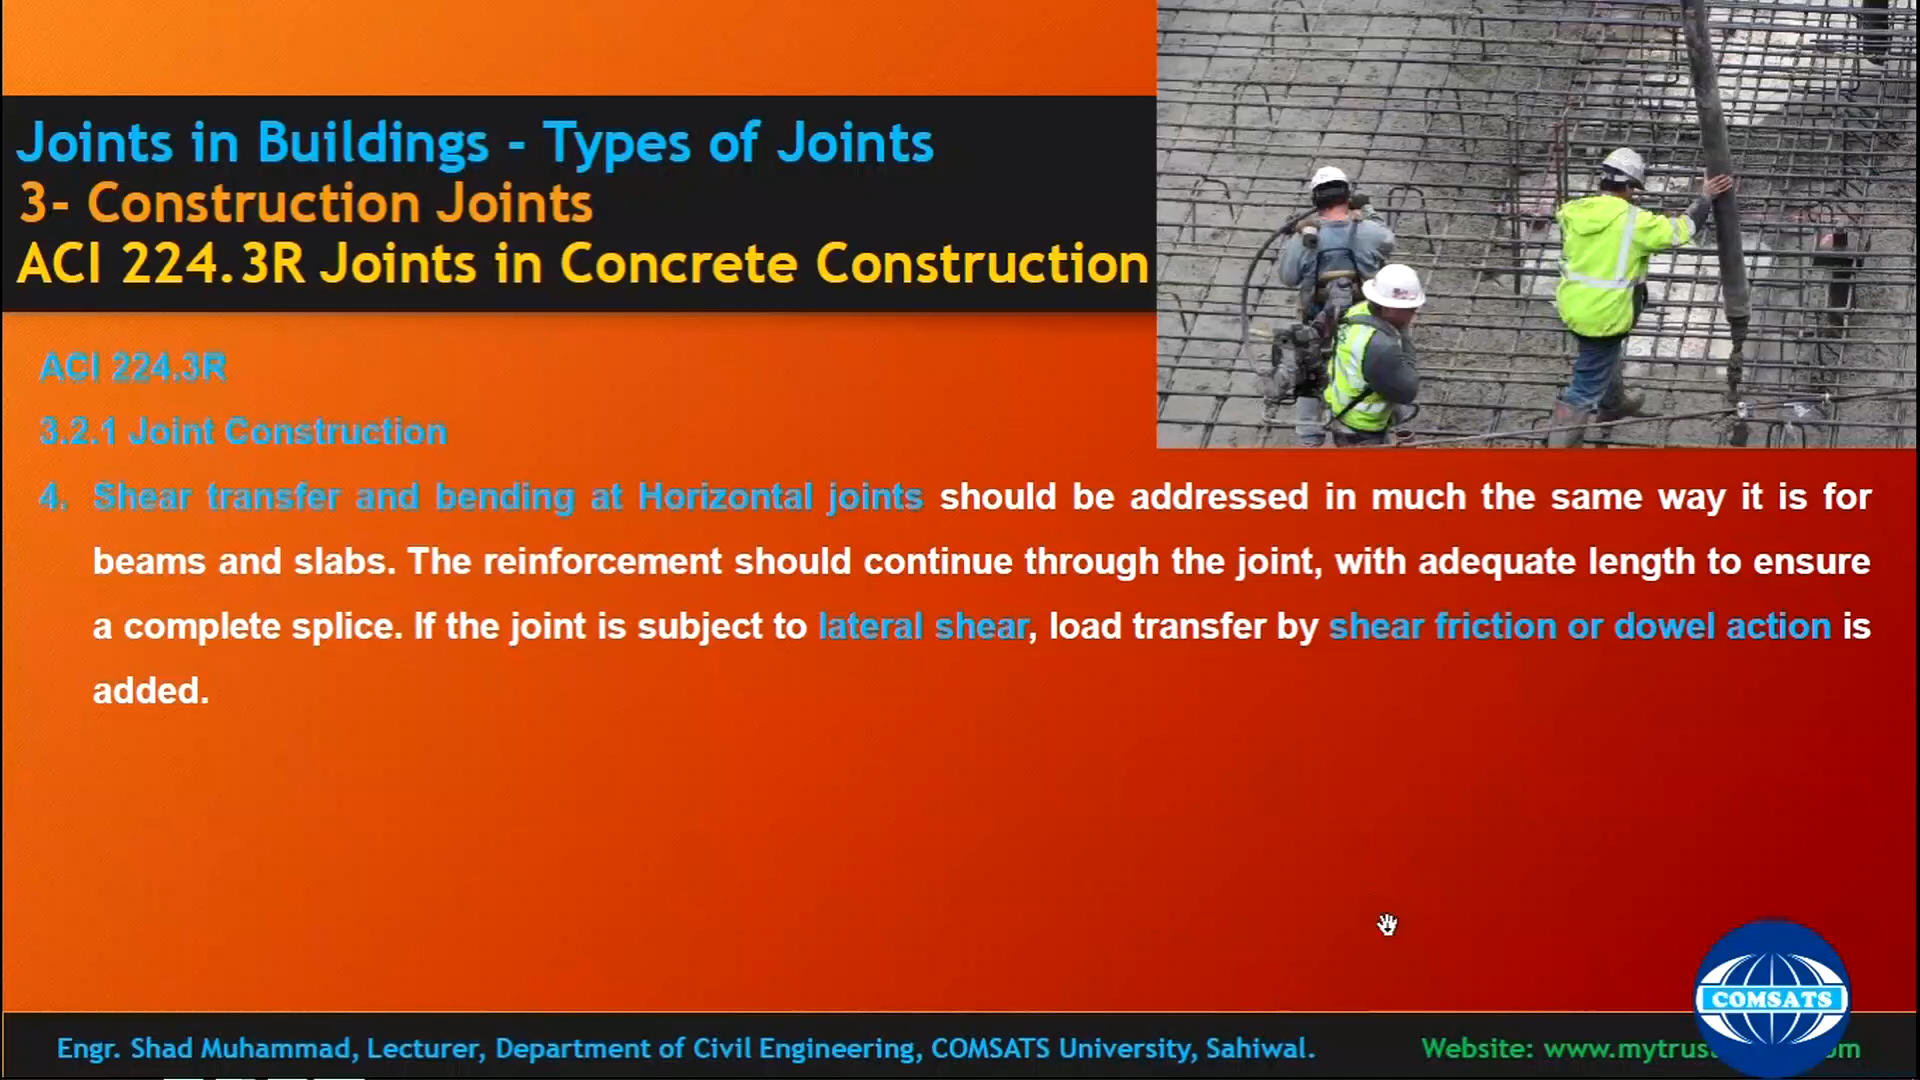 Joints in Buildings - Types of Joints
3- Construction Joints
ACI 224.3R Joints in Concrete Construction
ACI 224.3R
3.2.1 Joint Construction
4. Shear transfer and bending at Horizontal joints should be addressed in much the same way it is for
beams and slabs. The reinforcement should continue through the joint, with adequate length to ensure
a complete splice. If the joint is subject to lateral shear, load transfer by shear friction or dowel action is
added.
COMSATS
Engr. Shad Muhammad, Lecturer, Department of Civil Engineering, COMSATS University, Sahiwal.
Website: